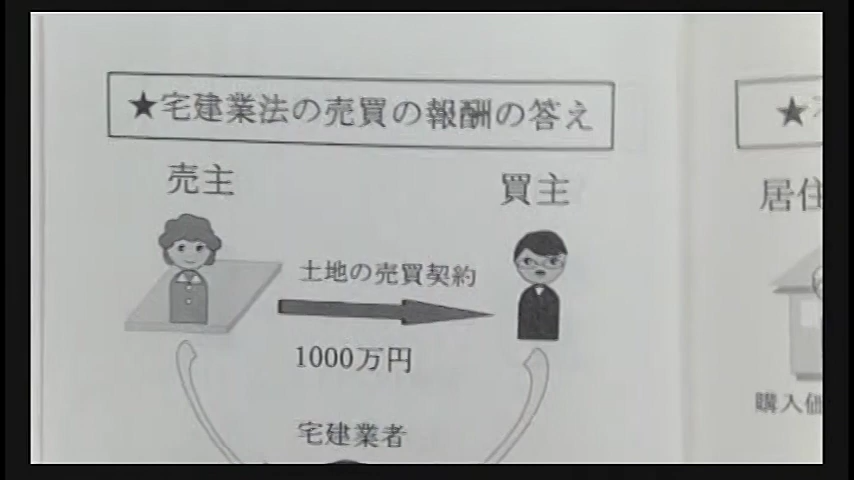 ★宅建業法の売買の報酬の答え
売主
買主
土地の売買契約
1000万円
宅建業者
★
居住
購入価